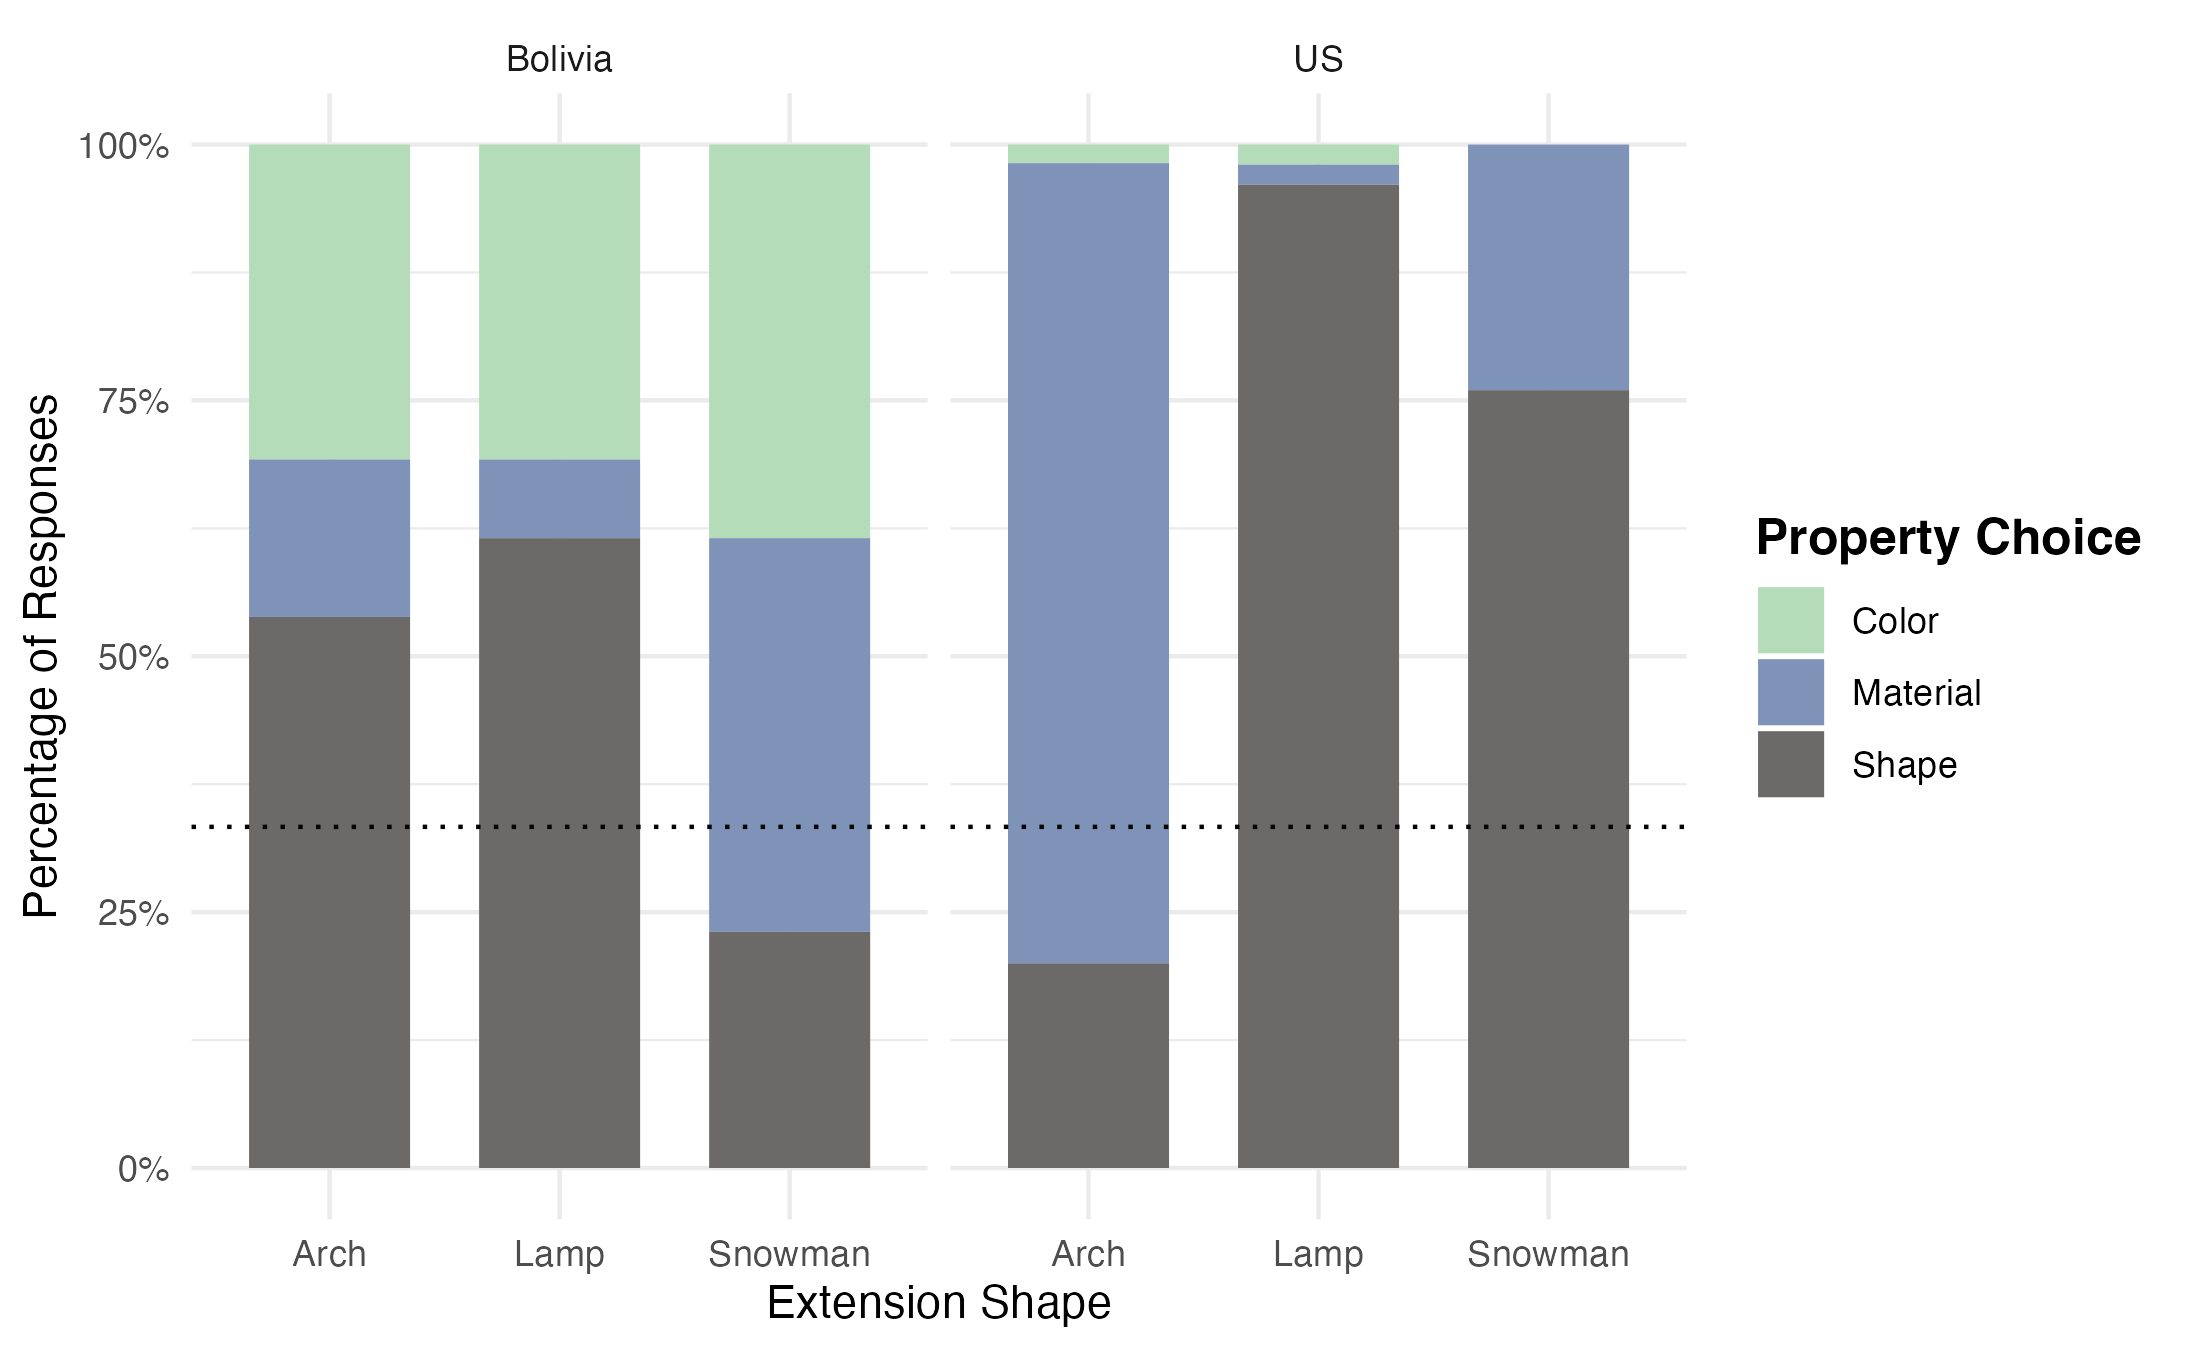 Bolivia
US
100%
75%
50%
25%
0%
Percentage of Responses
Arch
Lamp
Snowman
Arch
Lamp
Snowman
Extension Shape
Property Choice
Color
Material
Shape